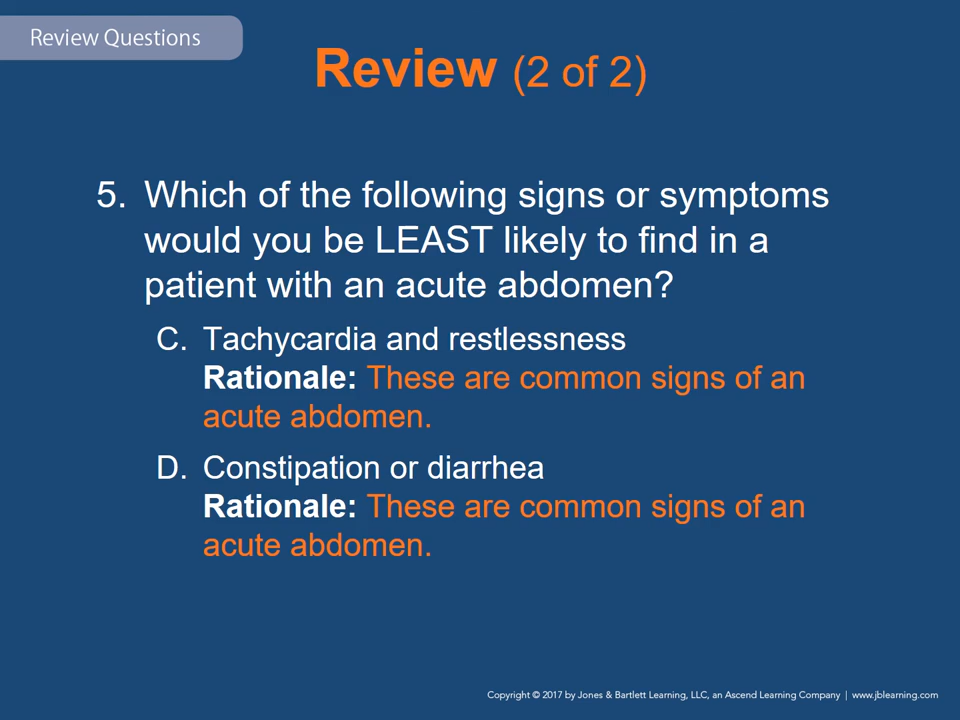 Review Questions
Review (2 of 2)
5. Which of the following signs or symptoms
would you be LEAST likely to find in a
patient with an acute abdomen?
C. Tachycardia and restlessness
Rationale: These are common signs of an
acute abdomen.
D. Constipation or diarrhea
Rationale: These are common signs of an
acute abdomen.
Copyright © 2017 by Jones & Bartlett Learning, LLC, an Ascend Learning Company | www.jblearning.com